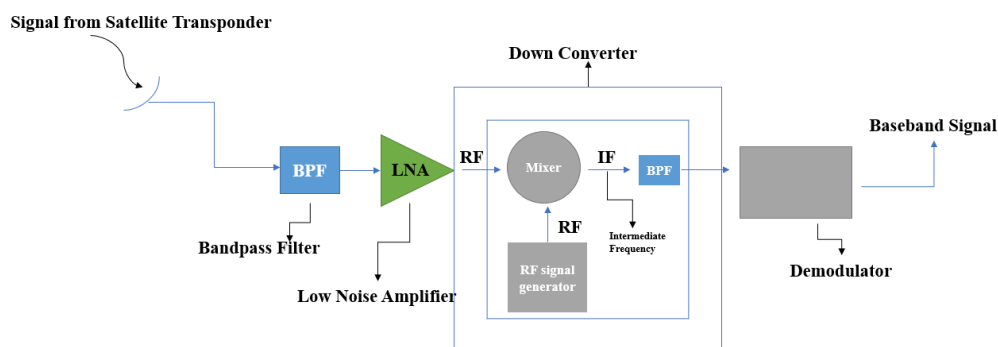 Signal from Satellite Transponder
Down Converter
Baseband Signal
BPF
LNA
RF
Mixer
IF
BPF
RF
Intermediate
Frequency
RF signal
generator
Bandpass Filter
Low Noise Amplifier
Demodulator